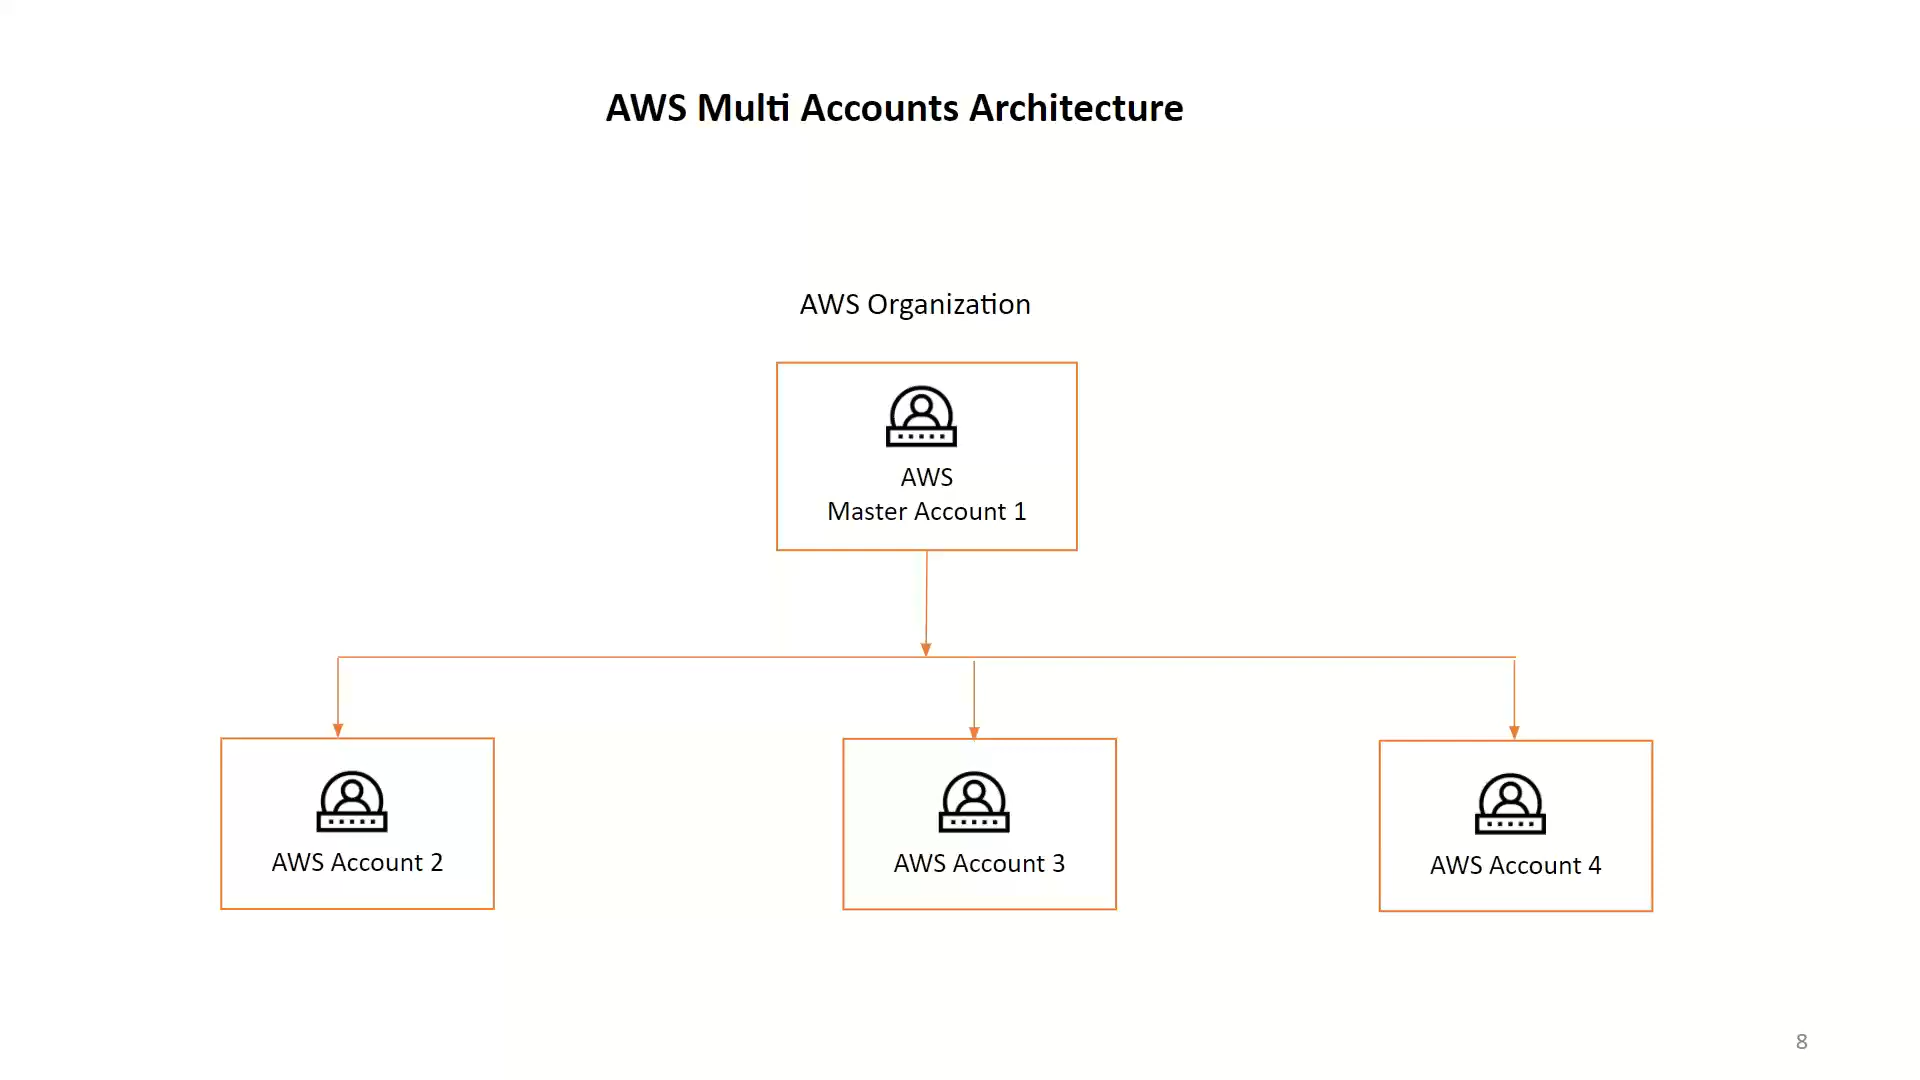 AWS Multi Accounts Architecture
AWS Organization
AWS
Master Account 1
AWS Account 2
AWS Account 3
AWS Account 4
8